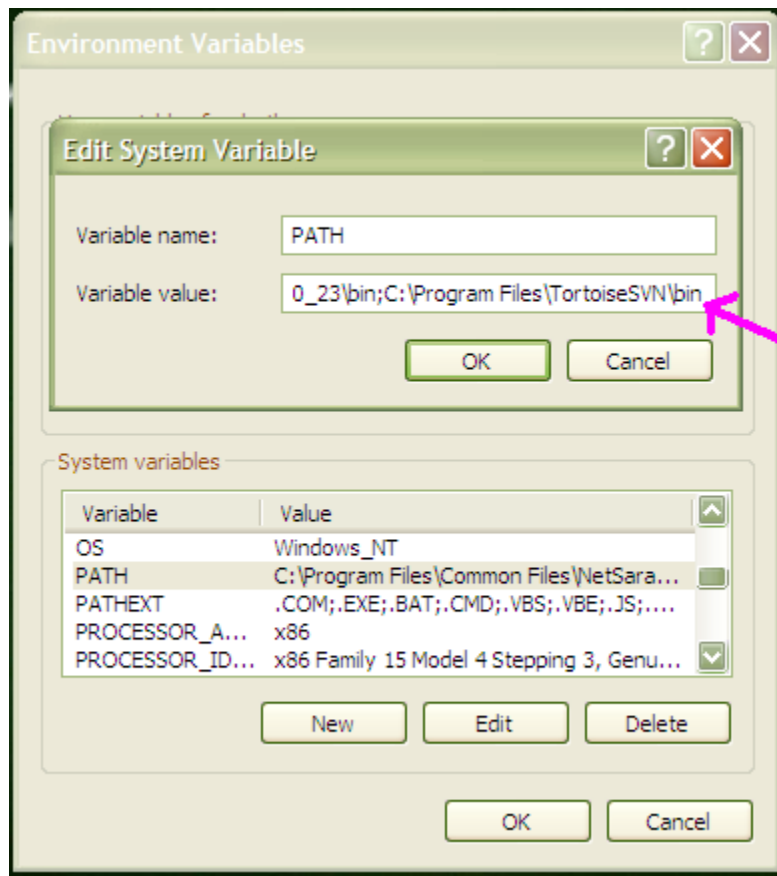 Environment Variables
Edit System Variable
Variable name: PATH
Variable value: 0_23\bin;C:\Program Files\TortoiseSVN\bin
OK Cancel
System variables
Variable Value
OS Windows_NT
PATH C:\Program Files\Common Files\NetSara...
PATHEXT .COM;.EXE;.BAT;.CMD;.VBS;.VBE;.JS;....
PROCESSOR_A... x86
PROCESSOR_ID... x86 Family 15 Model 4 Stepping 3, Genu...
New Edit Delete
OK Cancel